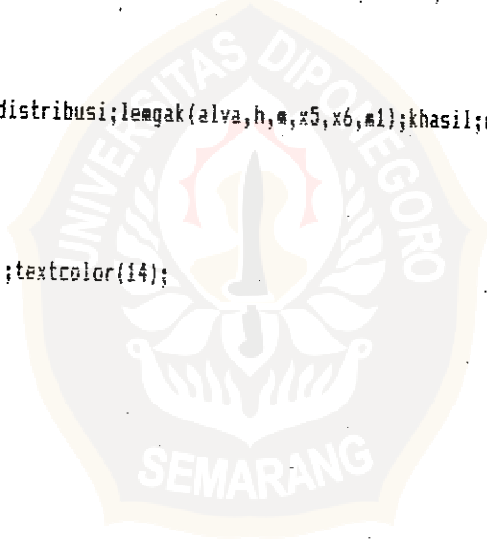 distribusi;lemgak(alva,h,m,x5,x6,m1);khasil;
;textcolor(14);
UNIVERSITAS DIPONEGORO
SEMARANG